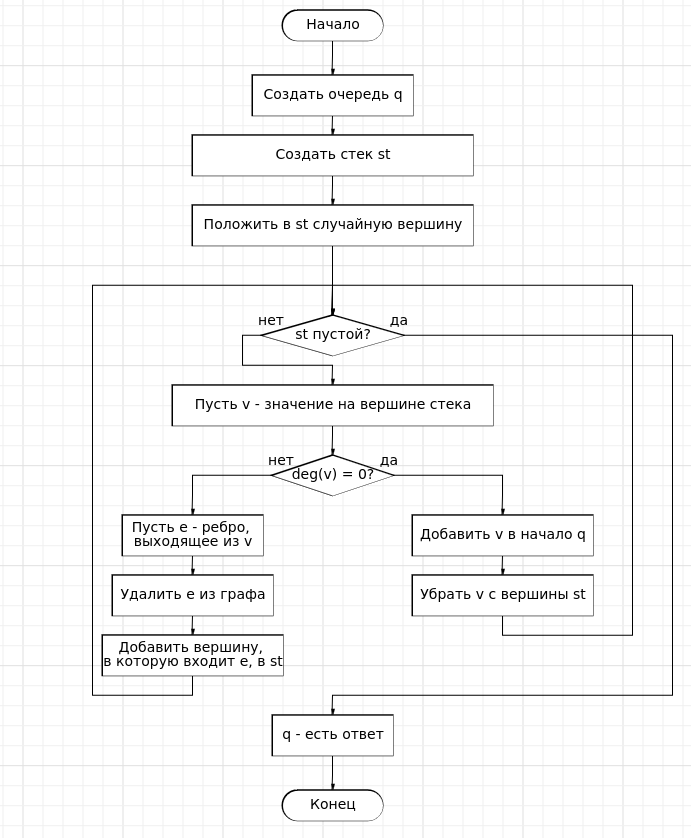 Начало
Создать очередь q
Создать стек st
Положить в st случайную вершину
нет
да
st пустой?
Пусть v - значение на вершине стека
нет
да
deg(v) = 0?
Пусть e - ребро,
выходящее из v
Добавить v в начало q
Удалить e из графа
Убрать v с вершины st
Добавить вершину,
в которую входит e, в st
q - есть ответ
Конец